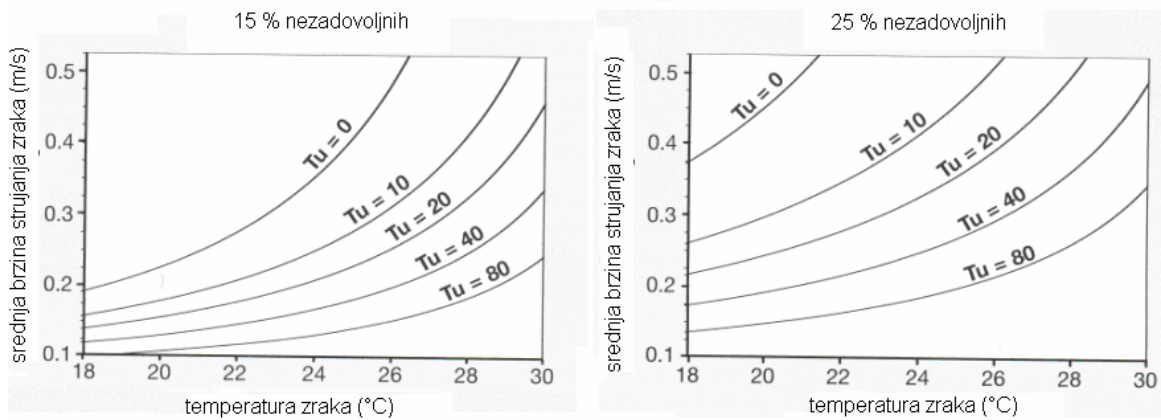 15 % nezadovoljnih
srednja brzina strujanja zraka (m/s)
0.5
0.4
0.3
0.2
0.1
Tu = 0
Tu = 10
Tu = 20
Tu = 40
Tu = 80
18 20 22 24 26 28 30
temperatura zraka (°C)
25 % nezadovoljnih
srednja brzina strujanja zraka (m/s)
0.5
0.4
0.3
0.2
0.1
Tu = 0
Tu = 10
Tu = 20
Tu = 40
Tu = 80
18 20 22 24 26 28 30
temperatura zraka (°C)